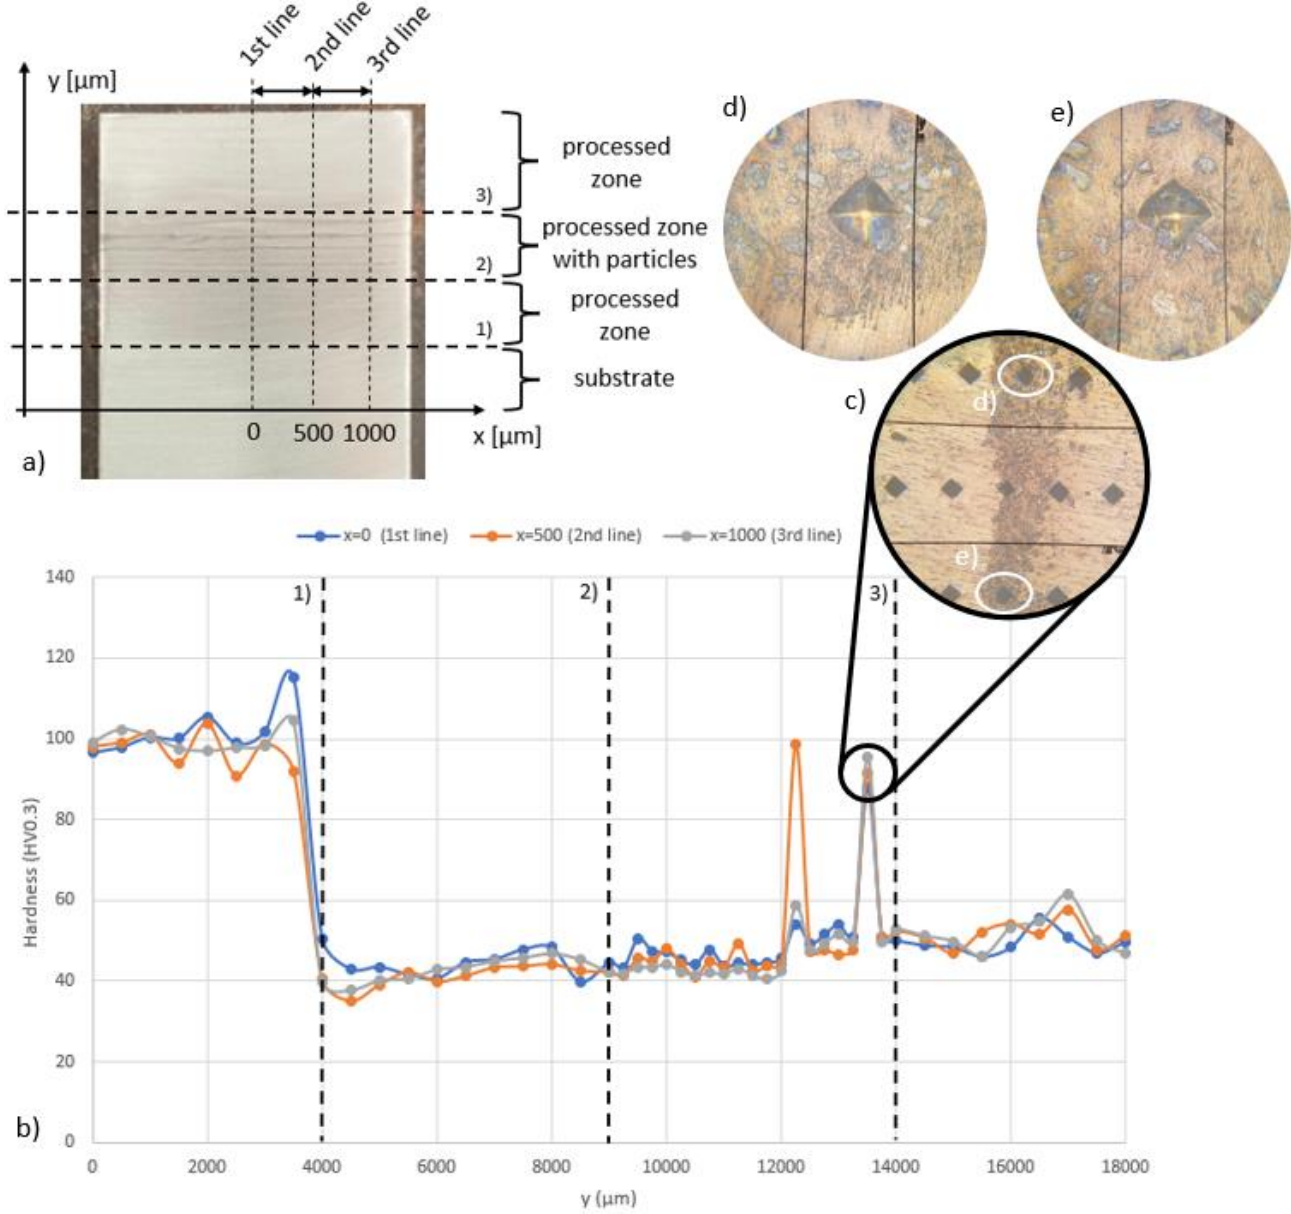 1st line
2nd line
3rd line
y [µm]
processed
zone
3)
processed zone
with particles
2)
processed
zone
1)
substrate
0 500 1000
x [µm]
a)
d)
e)
c)
d)
e)
x=0 (1st line) x=500 (2nd line) x=1000 (3rd line)
1) 2) 3)
140
120
100
80
60
40
20
0
Hardness (HV0.3)
b)
0 2000 4000 6000 8000 10000 12000 14000 16000 18000
y (µm)